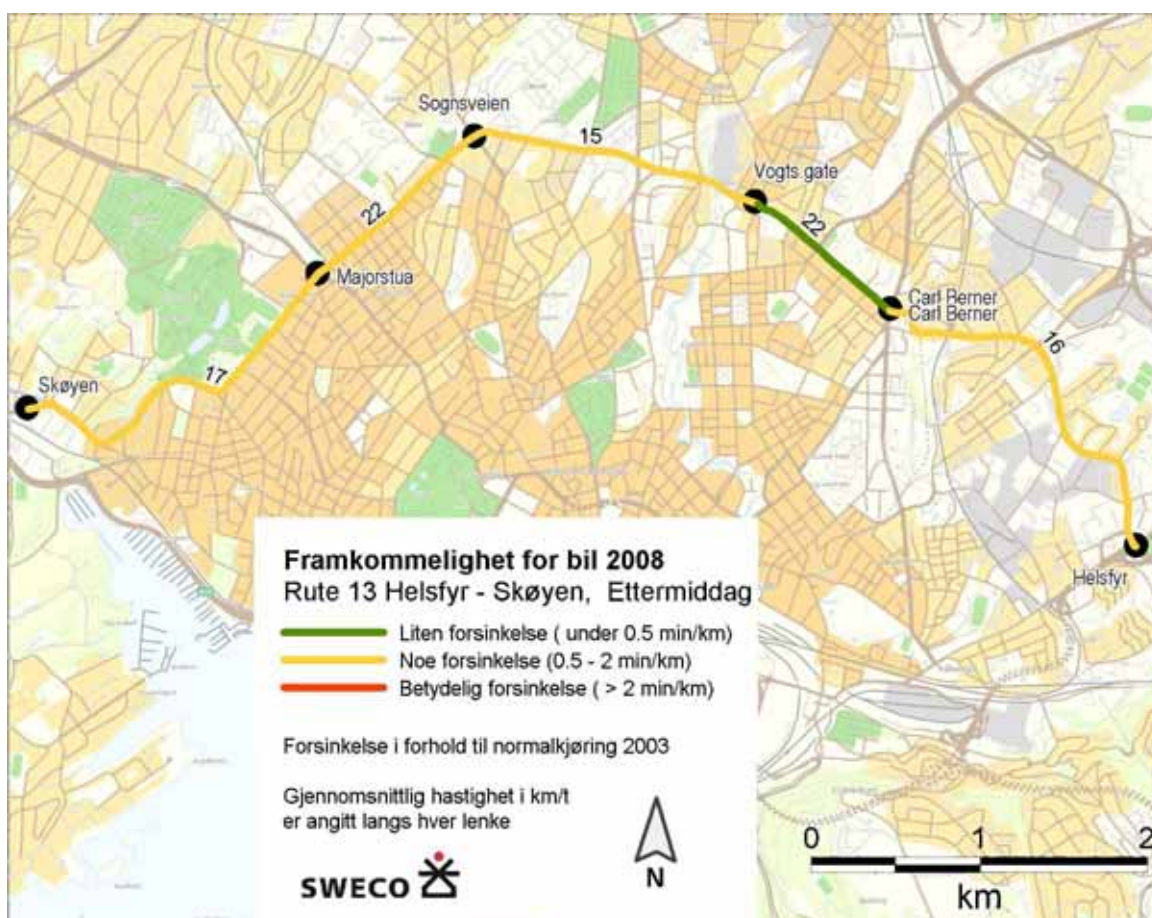 Sognsveien
15
Vogts gate
22
22
Majorstua
Carl Berner
Carl Berner
16
Skøyen
17
Helsfyr
Framkommelighet for bil 2008
Rute 13 Helsfyr - Skøyen, Ettermiddag
Liten forsinkelse ( under 0.5 min/km)
Noe forsinkelse (0.5 - 2 min/km)
Betydelig forsinkelse ( > 2 min/km)
Forsinkelse i forhold til normalkjøring 2003
Gjennomsnittlig hastighet i km/t
er angitt langs hver lenke
SWECO
N
0 1 2
km